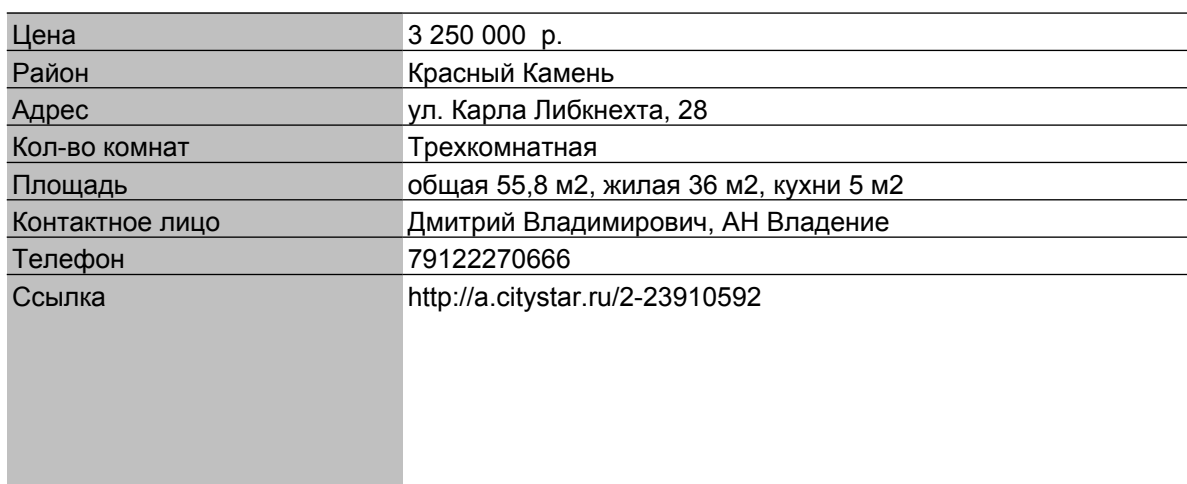 Цена 3 250 000 р.
Район Красный Камень
Адрес ул. Карла Либкнехта, 28
Кол-во комнат Трехкомнатная
Площадь общая 55,8 м2, жилая 36 м2, кухни 5 м2
Контактное лицо Дмитрий Владимирович, АН Владение
Телефон 79122270666
Ссылка http://a.citystar.ru/2-23910592